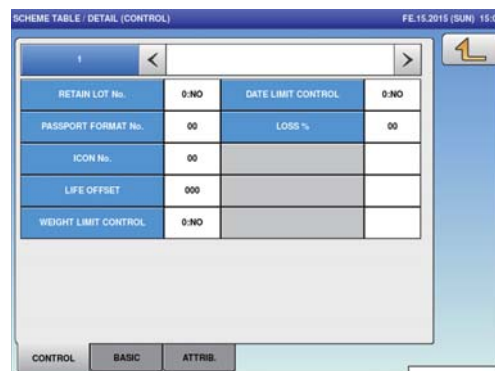 SCHEME TABLE / DETAIL (CONTROL) FE.15.2015 (SUN) 15:0
1 < >
RETAIN LOT No. 0:NO DATE LIMIT CONTROL 0:NO
PASSPORT FORMAT No. 00 LOSS % 00
ICON No. 00
LIFE OFFSET 000
WEIGHT LIMIT CONTROL 0:NO
CONTROL BASIC ATTRIB.